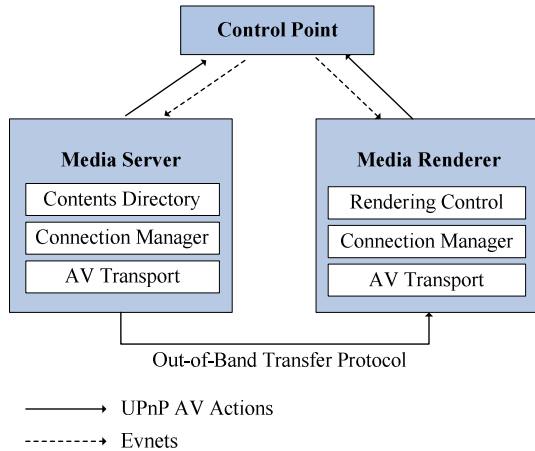 Control Point
Media Server
Contents Directory
Connection Manager
AV Transport
Media Renderer
Rendering Control
Connection Manager
AV Transport
Out-of-Band Transfer Protocol
UPnP AV Actions
Evnets